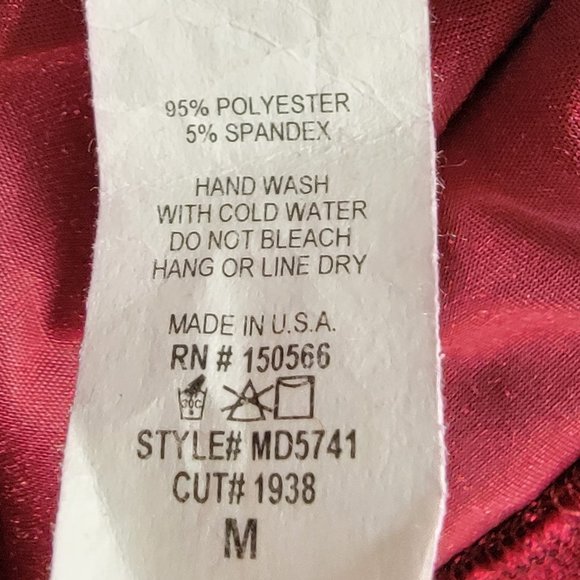 95% POLYESTER
5% SPANDEX
HAND WASH
WITH COLD WATER
DO NOT BLEACH
HANG OR LINE DRY
MADE IN U.S.A.
RN # 150566
30C
STYLE# MD5741
CUT# 1938
M